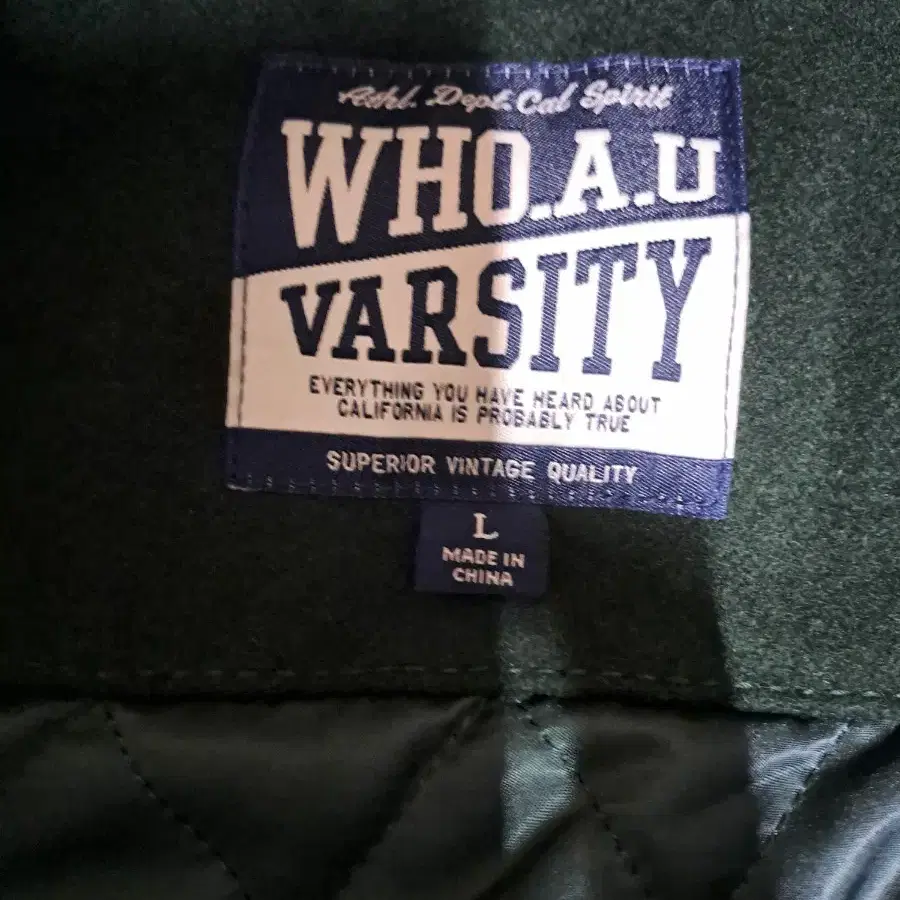 Athl. Dept. Cal Spirit
WHO.A.U
VARSITY
EVERYTHING YOU HAVE HEARD ABOUT
CALIFORNIA IS PROBABLY TRUE
SUPERIOR VINTAGE QUALITY
L
MADE IN
CHINA